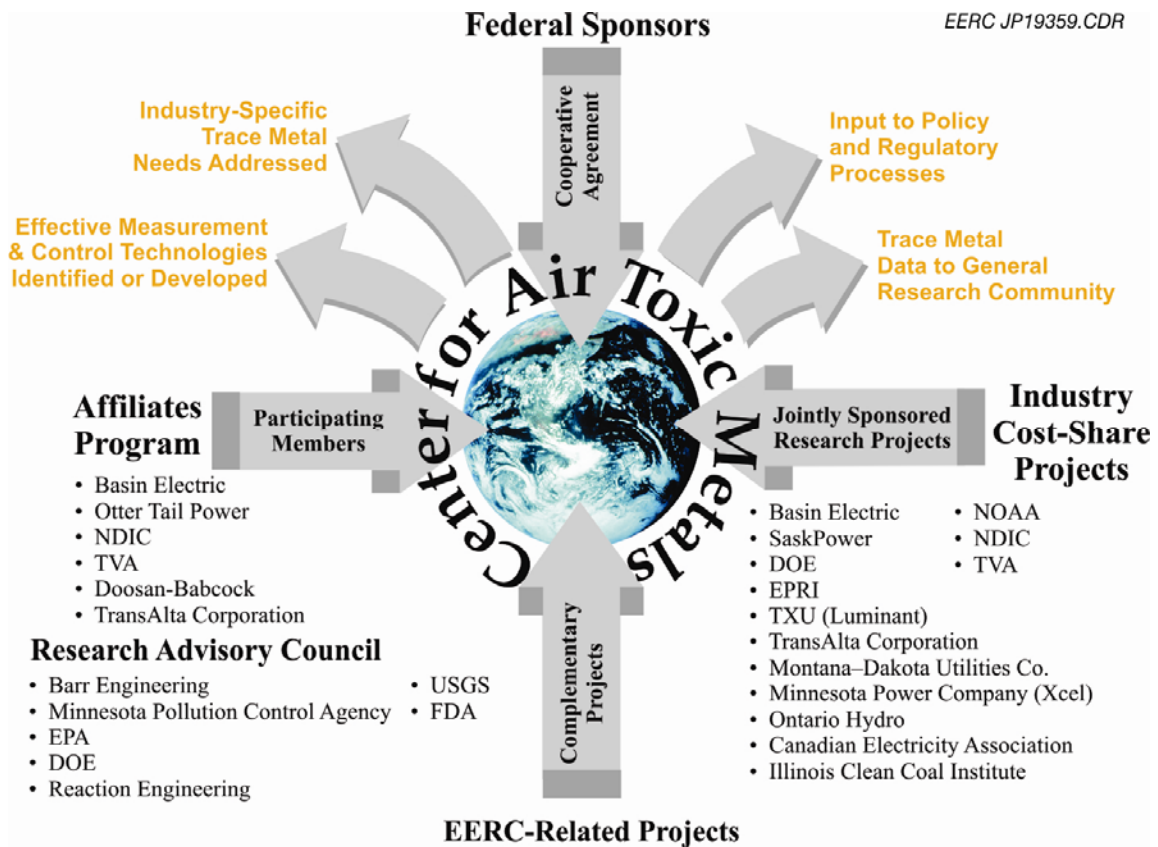 EERC JP19359.CDR
Federal Sponsors
Cooperative
Agreement
Industry-Specific
Trace Metal
Needs Addressed
Effective Measurement
& Control Technologies
Identified or Developed
Input to Policy
and Regulatory
Processes
Trace Metal
Data to General
Research Community
Center for Air Toxic Metals
Affiliates
Program
Participating
Members
• Basin Electric
• Otter Tail Power
• NDIC
• TVA
• Doosan-Babcock
• TransAlta Corporation
Research Advisory Council
• Barr Engineering
• Minnesota Pollution Control Agency
• EPA
• DOE
• Reaction Engineering
• USGS
• FDA
Jointly Sponsored
Research Projects
Industry
Cost-Share
Projects
• Basin Electric
• SaskPower
• DOE
• EPRI
• TXU (Luminant)
• TransAlta Corporation
• Montana–Dakota Utilities Co.
• Minnesota Power Company (Xcel)
• Ontario Hydro
• Canadian Electricity Association
• Illinois Clean Coal Institute
• NOAA
• NDIC
• TVA
Complementary
Projects
EERC-Related Projects